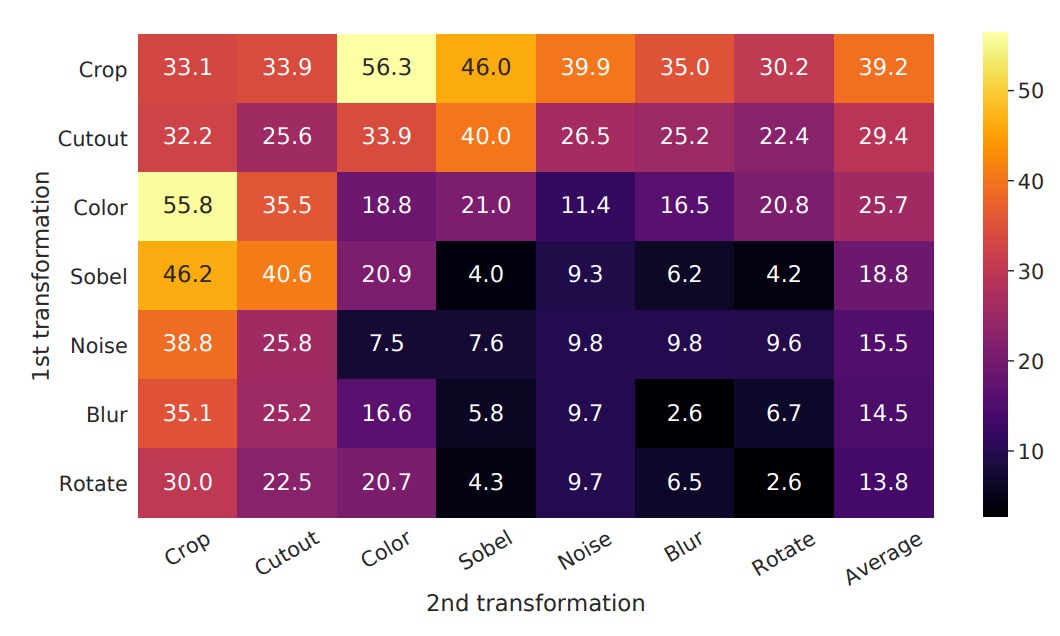 Crop 33.1 33.9 56.3 46.0 39.9 35.0 30.2 39.2
Cutout 32.2 25.6 33.9 40.0 26.5 25.2 22.4 29.4
Color 55.8 35.5 18.8 21.0 11.4 16.5 20.8 25.7
Sobel 46.2 40.6 20.9 4.0 9.3 6.2 4.2 18.8
Noise 38.8 25.8 7.5 7.6 9.8 9.8 9.6 15.5
Blur 35.1 25.2 16.6 5.8 9.7 2.6 6.7 14.5
Rotate 30.0 22.5 20.7 4.3 9.7 6.5 2.6 13.8
Crop Cutout Color Sobel Noise Blur Rotate Average
2nd transformation
1st transformation
50
40
30
20
10